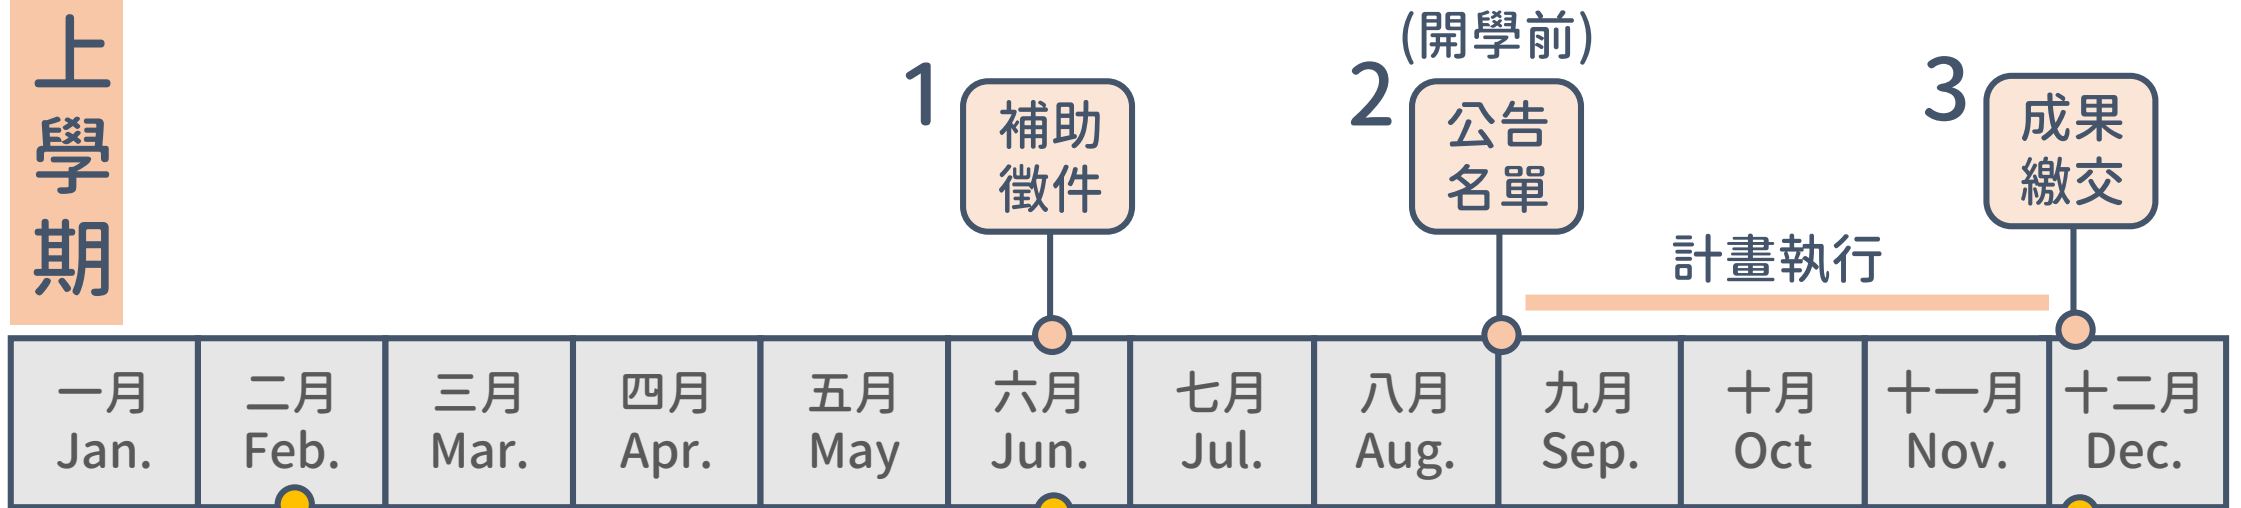 上學期
1
補助
徵件
2
(開學前)
公告
名單
3
成果
繳交
計畫執行
一月
Jan.
二月
Feb.
三月
Mar.
四月
Apr.
五月
May
六月
Jun.
七月
Jul.
八月
Aug.
九月
Sep.
十月
Oct
十一月
Nov.
十二月
Dec.